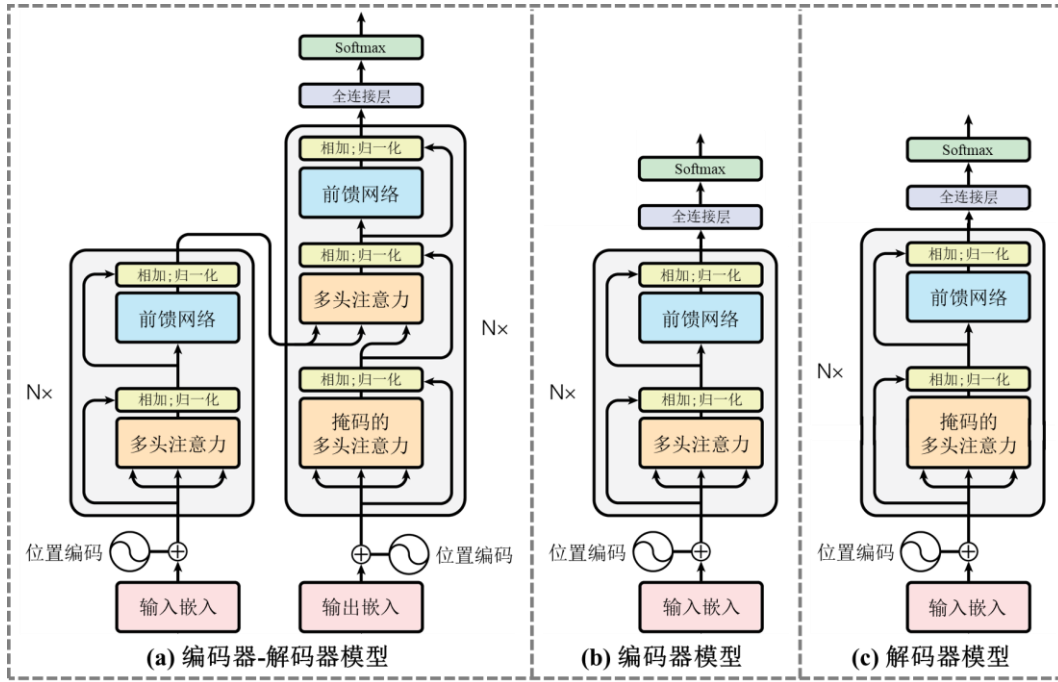 Softmax
全连接层
相加;归一化
前馈网络
相加;归一化
多头注意力
相加;归一化
掩码的
多头注意力
N×
相加;归一化
前馈网络
相加;归一化
多头注意力
N×
位置编码
位置编码
输入嵌入
输出嵌入
(a) 编码器-解码器模型
Softmax
全连接层
相加;归一化
前馈网络
相加;归一化
多头注意力
N×
位置编码
输入嵌入
(b) 编码器模型
Softmax
全连接层
相加;归一化
前馈网络
相加;归一化
掩码的
多头注意力
N×
位置编码
输入嵌入
(c) 解码器模型